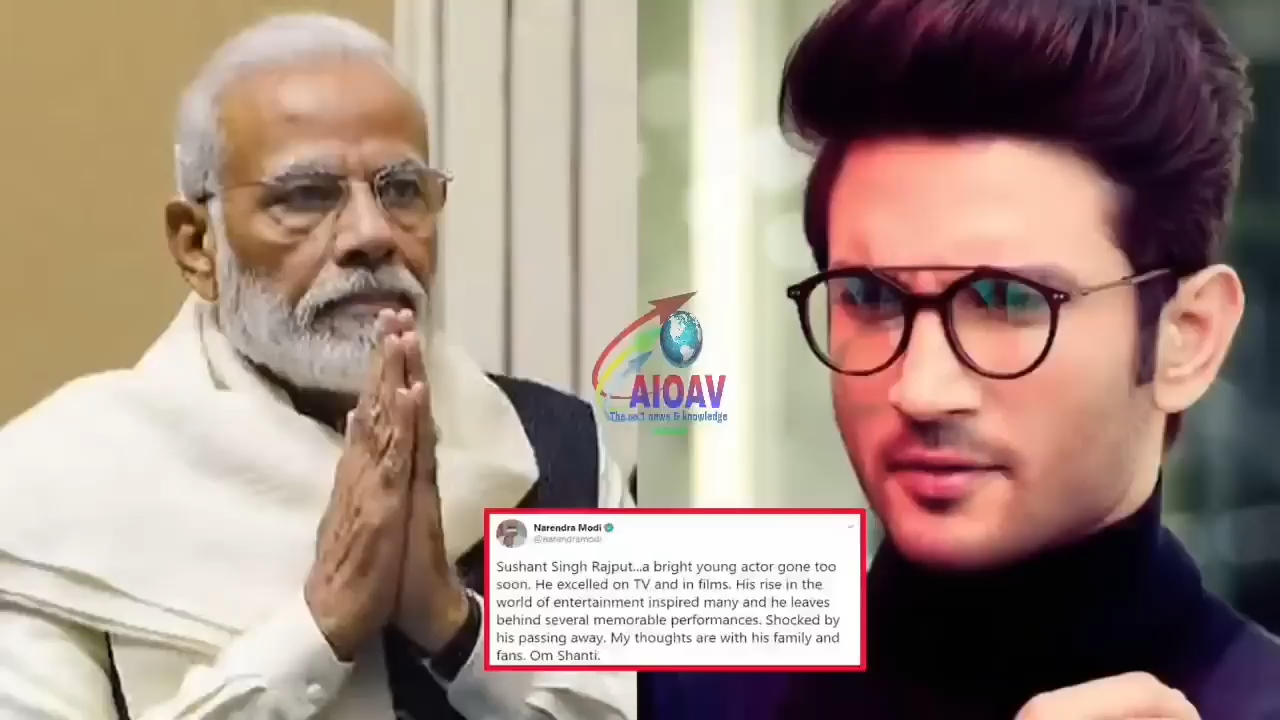 AIOAV
The no.1 news & knowledge
Narendra Modi
@narendramodi
Sushant Singh Rajput...a bright young actor gone too
soon. He excelled on TV and in films. His rise in the
world of entertainment inspired many and he leaves
behind several memorable performances. Shocked by
his passing away. My thoughts are with his family and
fans. Om Shanti.